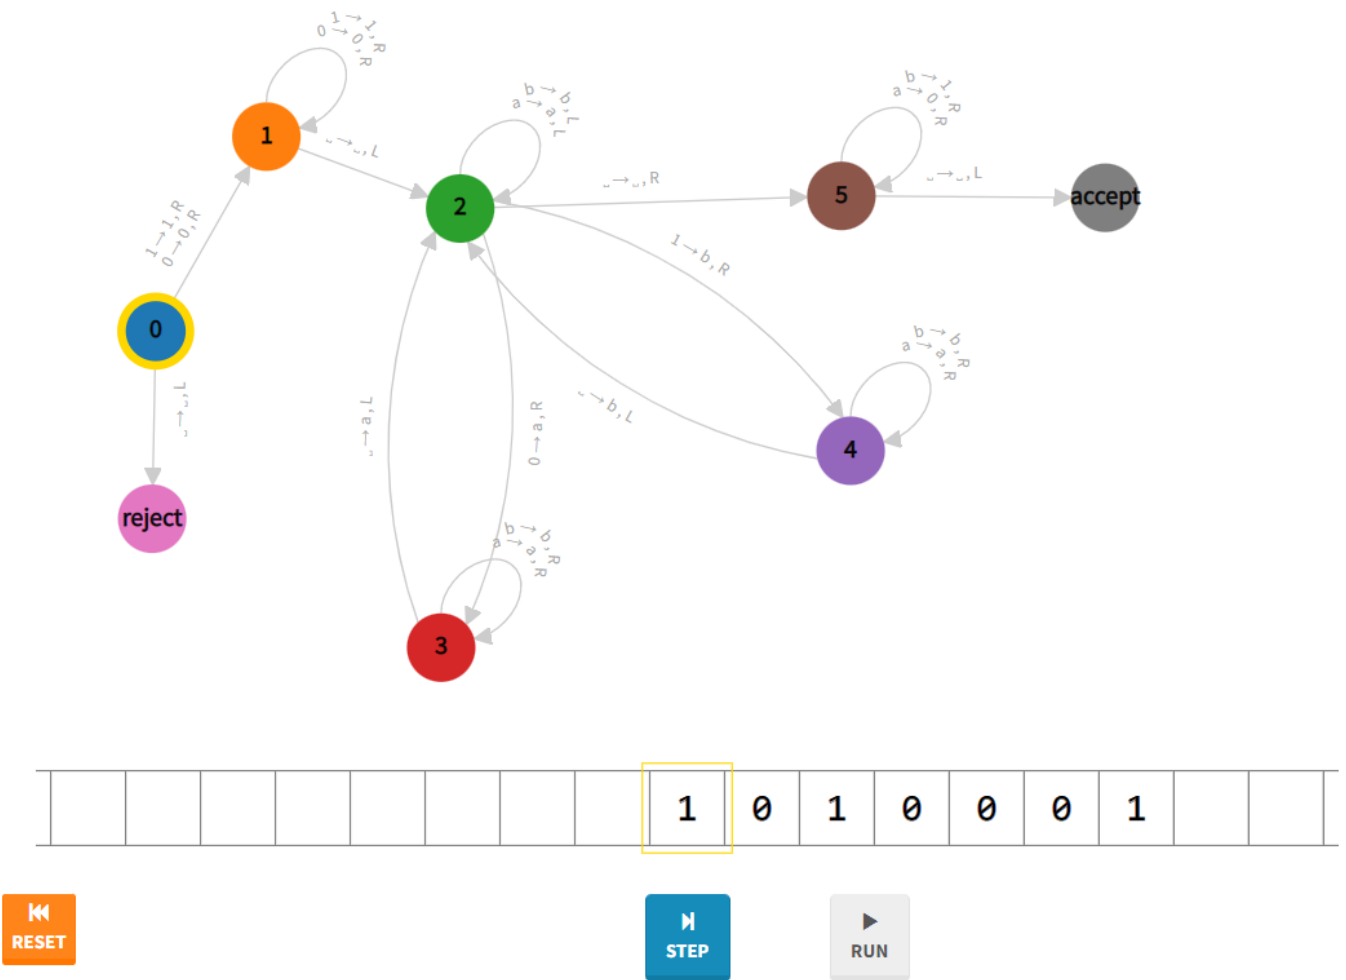 1→1,R
0→0,R
1
␣→␣,L
b→b,L
a→a,L
2
␣→␣,R
b→1,R
a→0,R
5
␣→␣,L
accept
1→1,R
0→0,R
1→b,R
0
␣→␣,L
b→b,R
a→a,R
␣→b,L
4
␣→a,L
0→a,R
reject
b→b,R
a→a,R
3
1 0 1 0 0 0 1
RESET
STEP
RUN